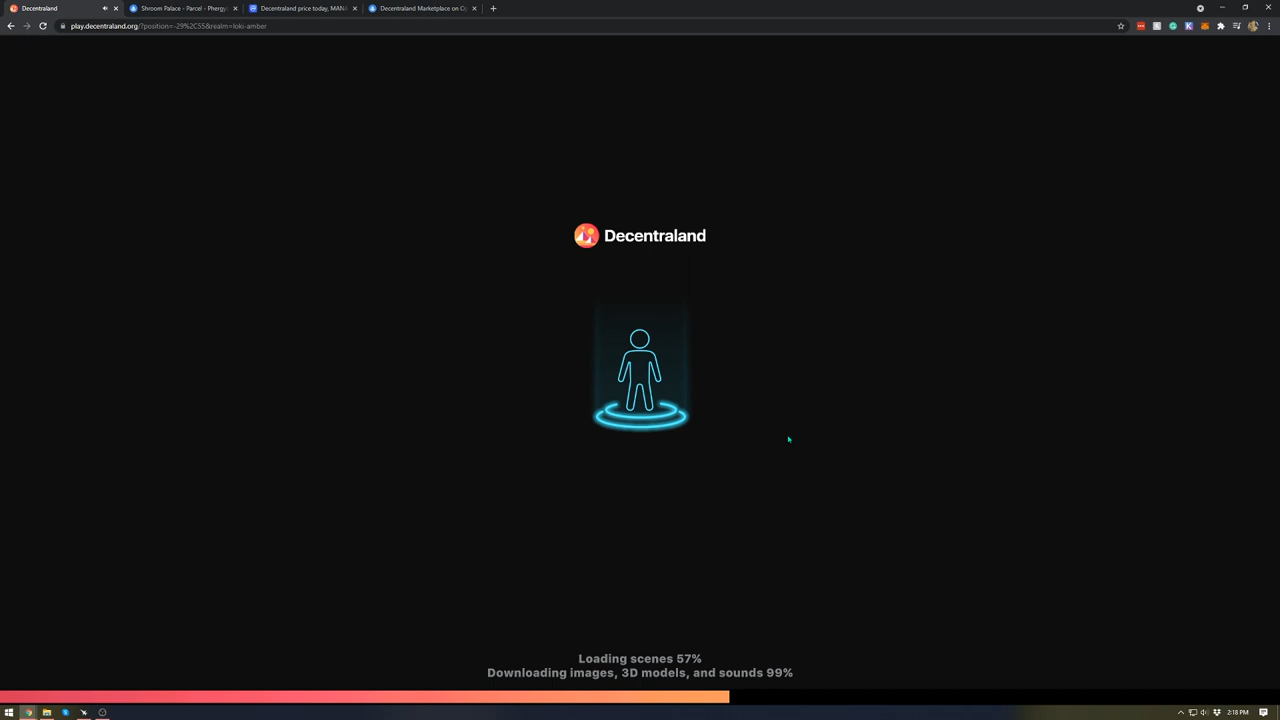 Decentraland
Shroom Palace - Parcel - Phergy
Decentraland price today, MAN
Decentraland Marketplace on
play.decentraland.org/?position=-29%2C55&realm=loki-amber
Decentraland
Loading scenes 57%
Downloading images, 3D models, and sounds 99%
2:18 PM